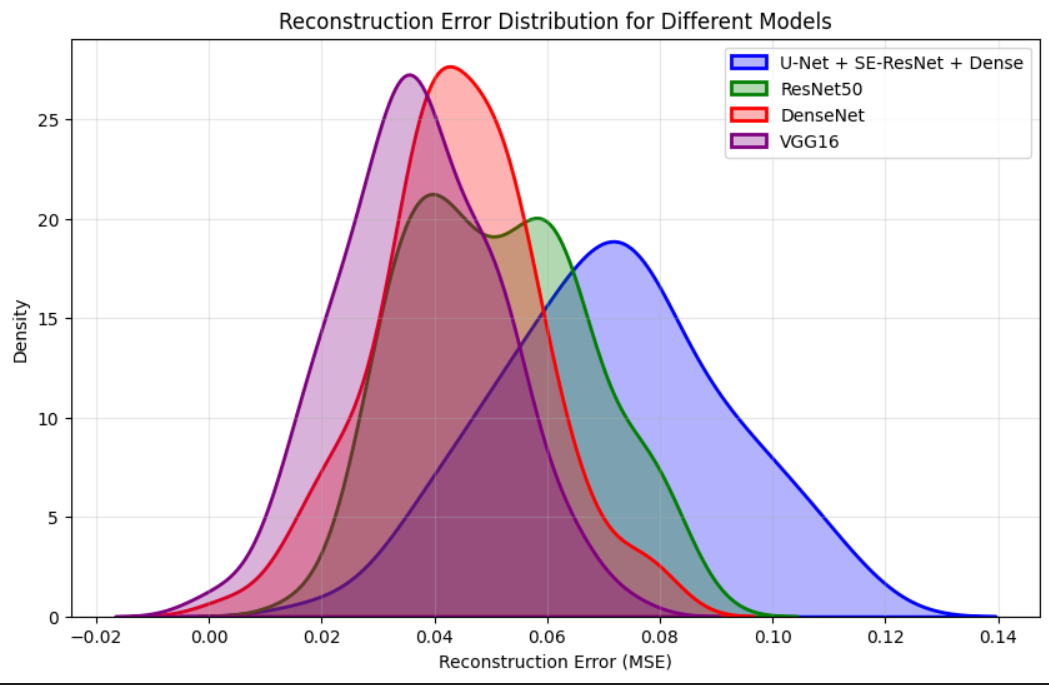 Reconstruction Error Distribution for Different Models
U-Net + SE-ResNet + Dense
ResNet50
DenseNet
VGG16
25
20
15
10
5
0
Density
−0.02 0.00 0.02 0.04 0.06 0.08 0.10 0.12 0.14
Reconstruction Error (MSE)